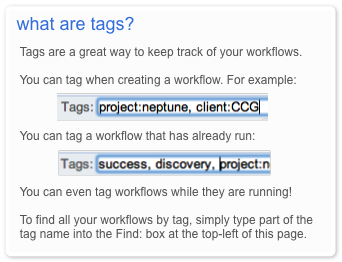 what are tags?
Tags are a great way to keep track of your workflows.
You can tag when creating a workflow. For example:
Tags: project:neptune, client:CCG
You can tag a workflow that has already run:
Tags: success, discovery, project:n
You can even tag workflows while they are running!
To find all your workflows by tag, simply type part of the
tag name into the Find: box at the top-left of this page.